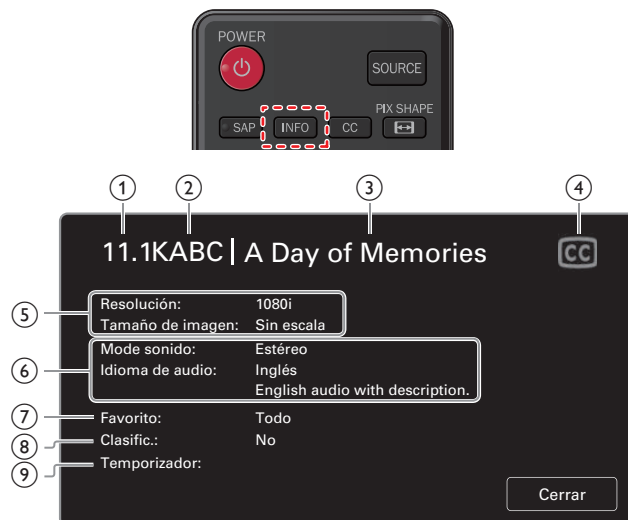 POWER
SOURCE
PIX SHAPE
SAP INFO CC
1 2 3 4
11.1KABC | A Day of Memories CC
5 Resolución: 1080i
Tamaño de imagen: Sin escala
6 Mode sonido: Estéreo
Idioma de audio: Inglés
English audio with description.
7 Favorito: Todo
8 Clasific.: No
9 Temporizador:
Cerrar